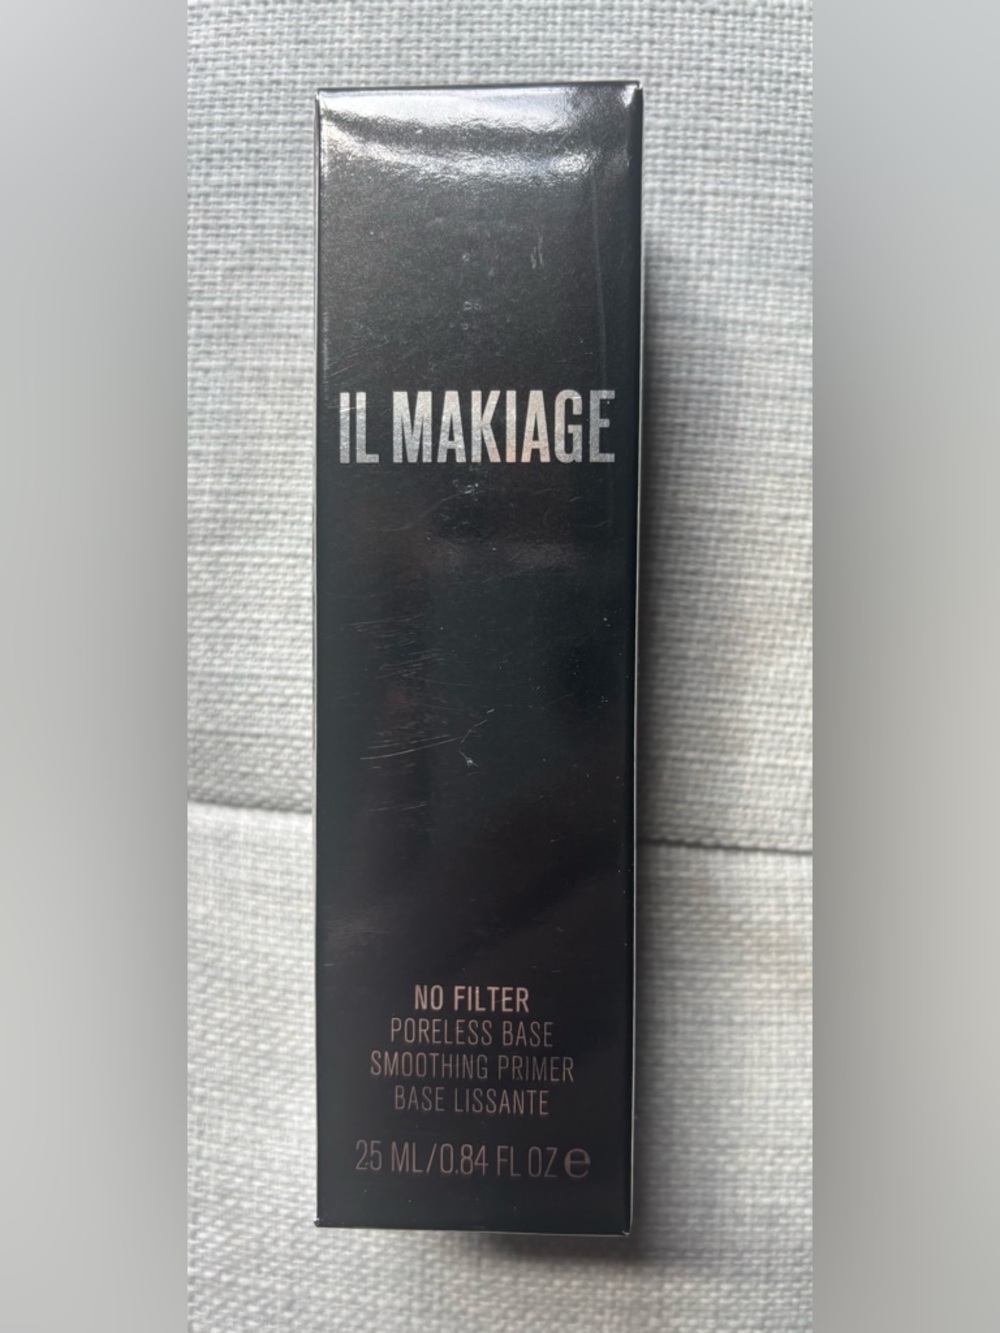 IL MAKIAGE
NO FILTER
PORELESS BASE
SMOOTHING PRIMER
BASE LISSANTE
25 ML/0.84 FL OZ ℮